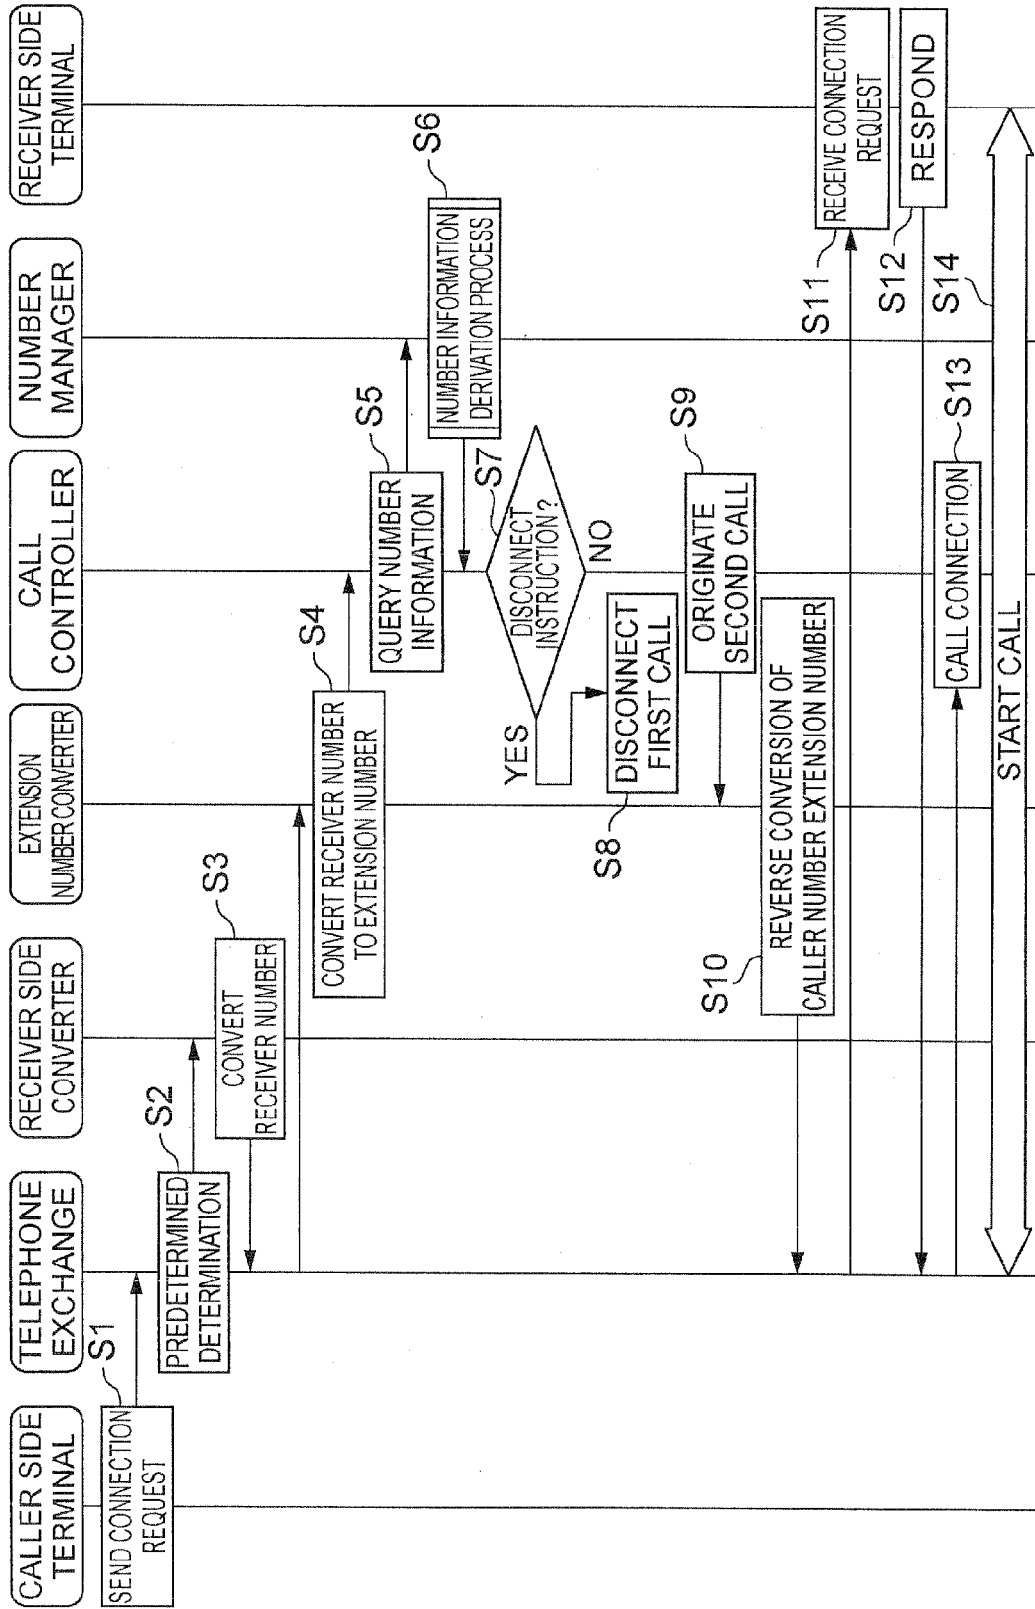 CALLER SIDE
TERMINAL
TELEPHONE
EXCHANGE
RECEIVER SIDE
CONVERTER
EXTENSION
NUMBER CONVERTER
CALL
CONTROLLER
NUMBER
MANAGER
RECEIVER SIDE
TERMINAL
S1
SEND CONNECTION
REQUEST
S2
PREDETERMINED
DETERMINATION
S3
CONVERT
RECEIVER NUMBER
S4
CONVERT RECEIVER NUMBER
TO EXTENSION NUMBER
S5
QUERY NUMBER
INFORMATION
S6
NUMBER INFORMATION
DERIVATION PROCESS
S7
DISCONNECT
INSTRUCTION?
YES
NO
S8
DISCONNECT
FIRST CALL
S9
ORIGINATE
SECOND CALL
S10
REVERSE CONVERSION OF
CALLER NUMBER EXTENSION NUMBER
S11
RECEIVE CONNECTION
REQUEST
S12
RESPOND
S13
CALL CONNECTION
S14
START CALL